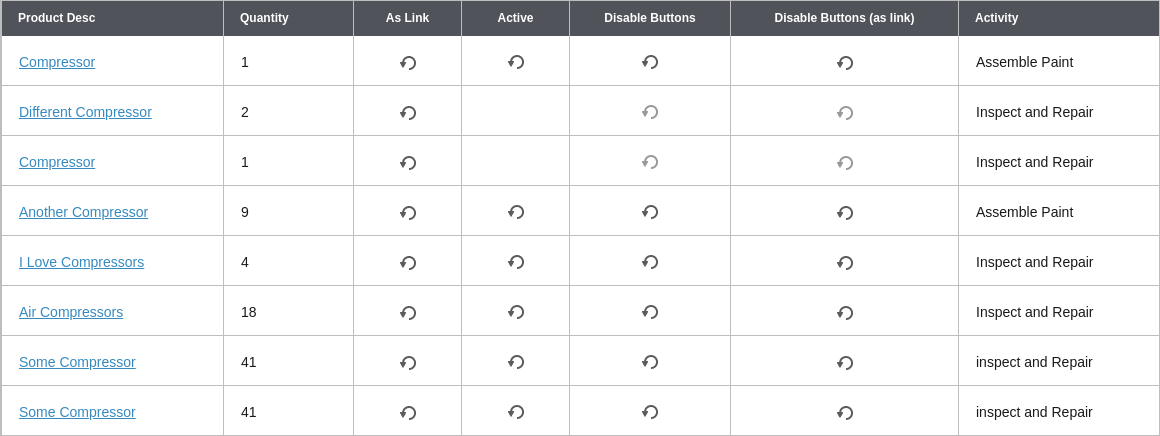 Product Desc Quantity As Link Active Disable Buttons Disable Buttons (as link) Activity
Compressor 1 Assemble Paint
Different Compressor 2 Inspect and Repair
Compressor 1 Inspect and Repair
Another Compressor 9 Assemble Paint
I Love Compressors 4 Inspect and Repair
Air Compressors 18 Inspect and Repair
Some Compressor 41 inspect and Repair
Some Compressor 41 inspect and Repair